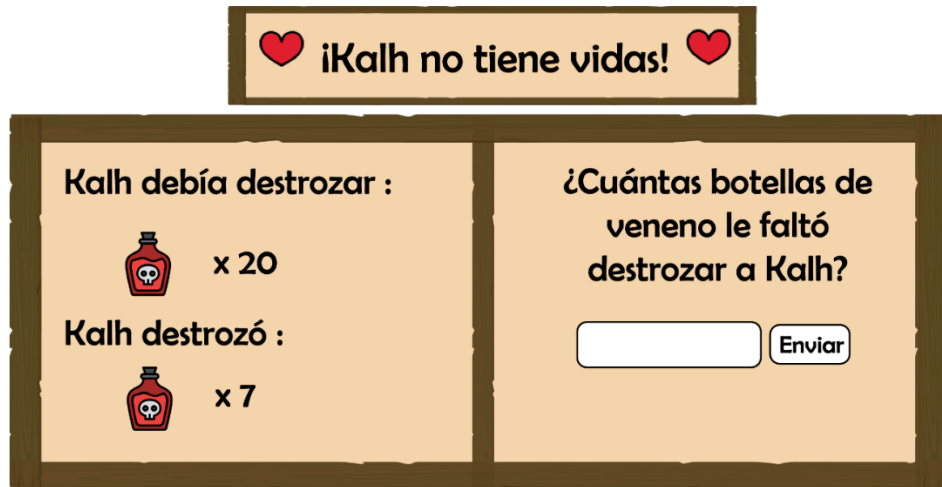 ¡Kalh no tiene vidas!
Kalh debía destrozar :
x 20
Kalh destrozó :
x 7
¿Cuántas botellas de
veneno le faltó
destrozar a Kalh?
Enviar